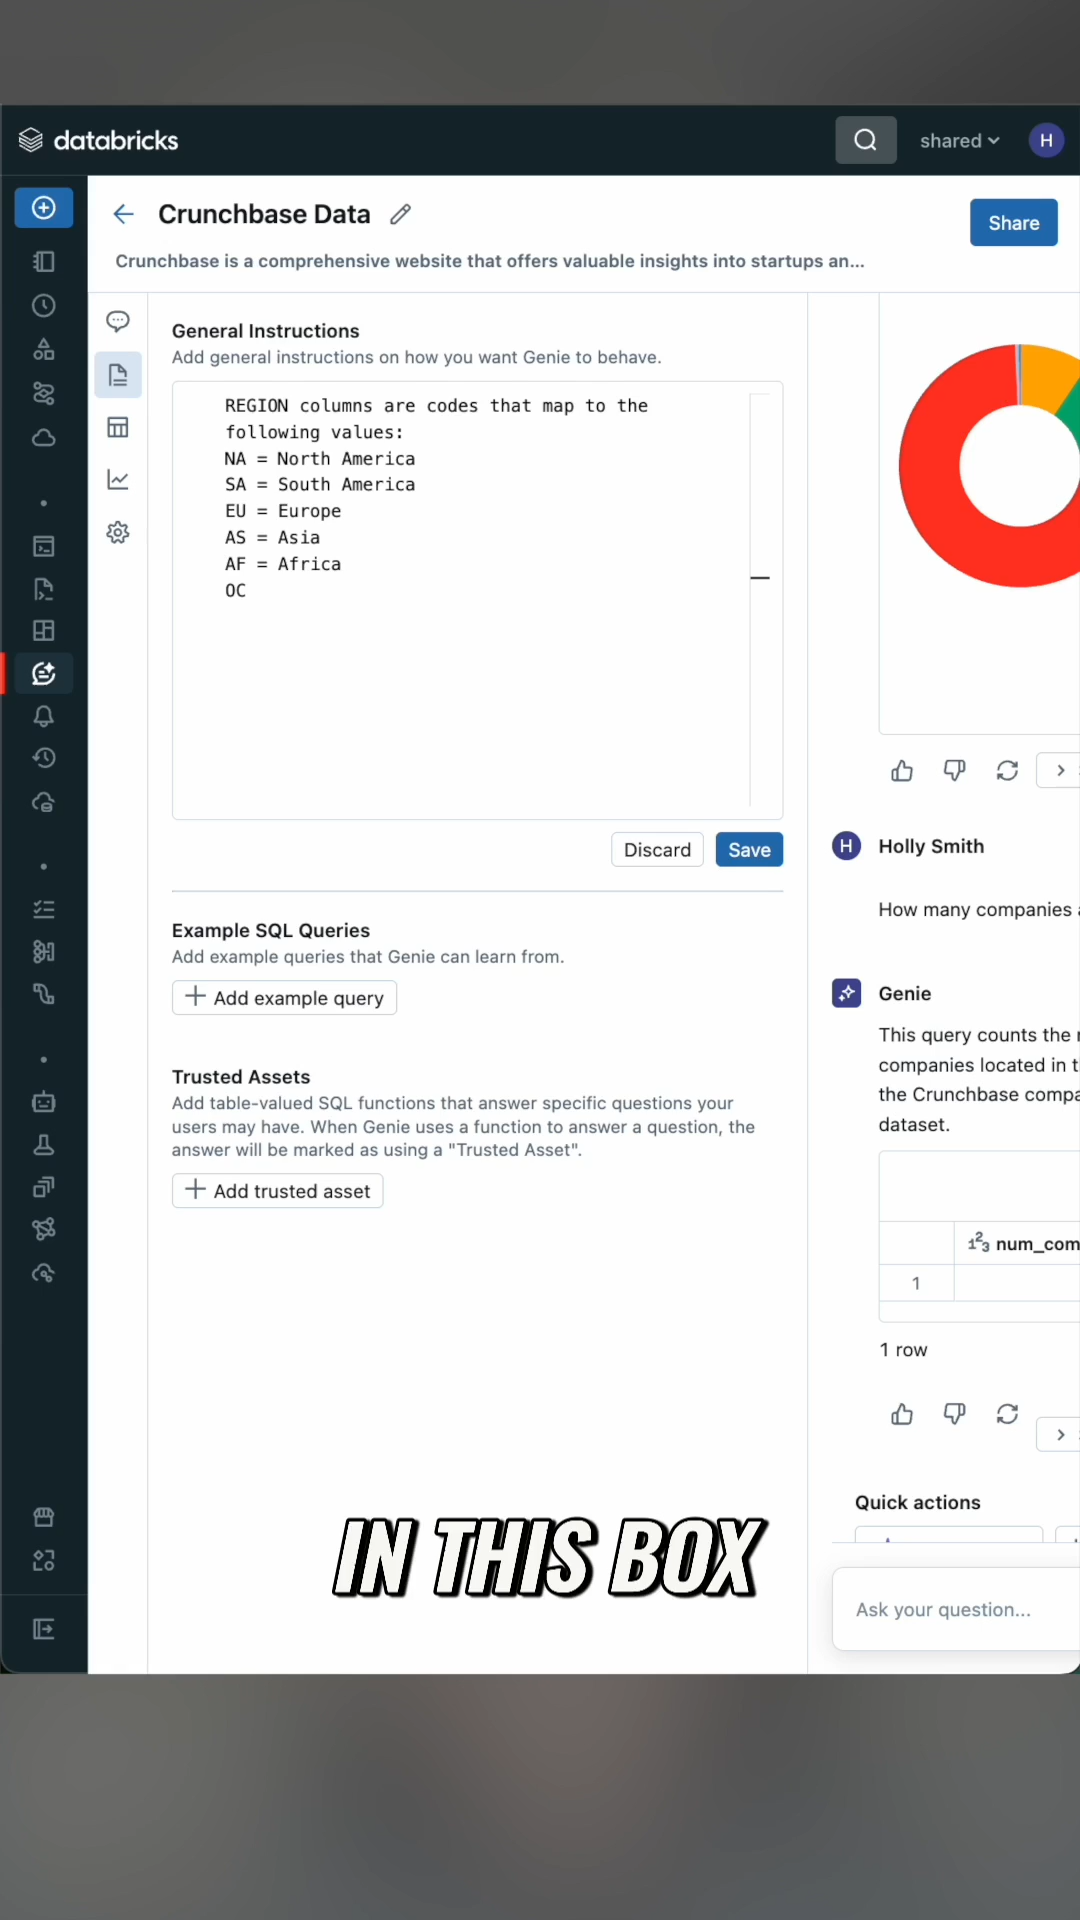 databricks
shared
H
Crunchbase Data
Share
Crunchbase is a comprehensive website that offers valuable insights into startups an...
General Instructions
Add general instructions on how you want Genie to behave.
REGION columns are codes that map to the
following values:
NA = North America
SA = South America
EU = Europe
AS = Asia
AF = Africa
OC
Discard
Save
Example SQL Queries
Add example queries that Genie can learn from.
Add example query
Trusted Assets
Add table-valued SQL functions that answer specific questions your
users may have. When Genie uses a function to answer a question, the
answer will be marked as using a "Trusted Asset".
Add trusted asset
H
Holly Smith
How many companies
Genie
This query counts the
companies located in
the Crunchbase compa
dataset.
123 num_com
1
1 row
Quick actions
Ask your question...
IN THIS BOX